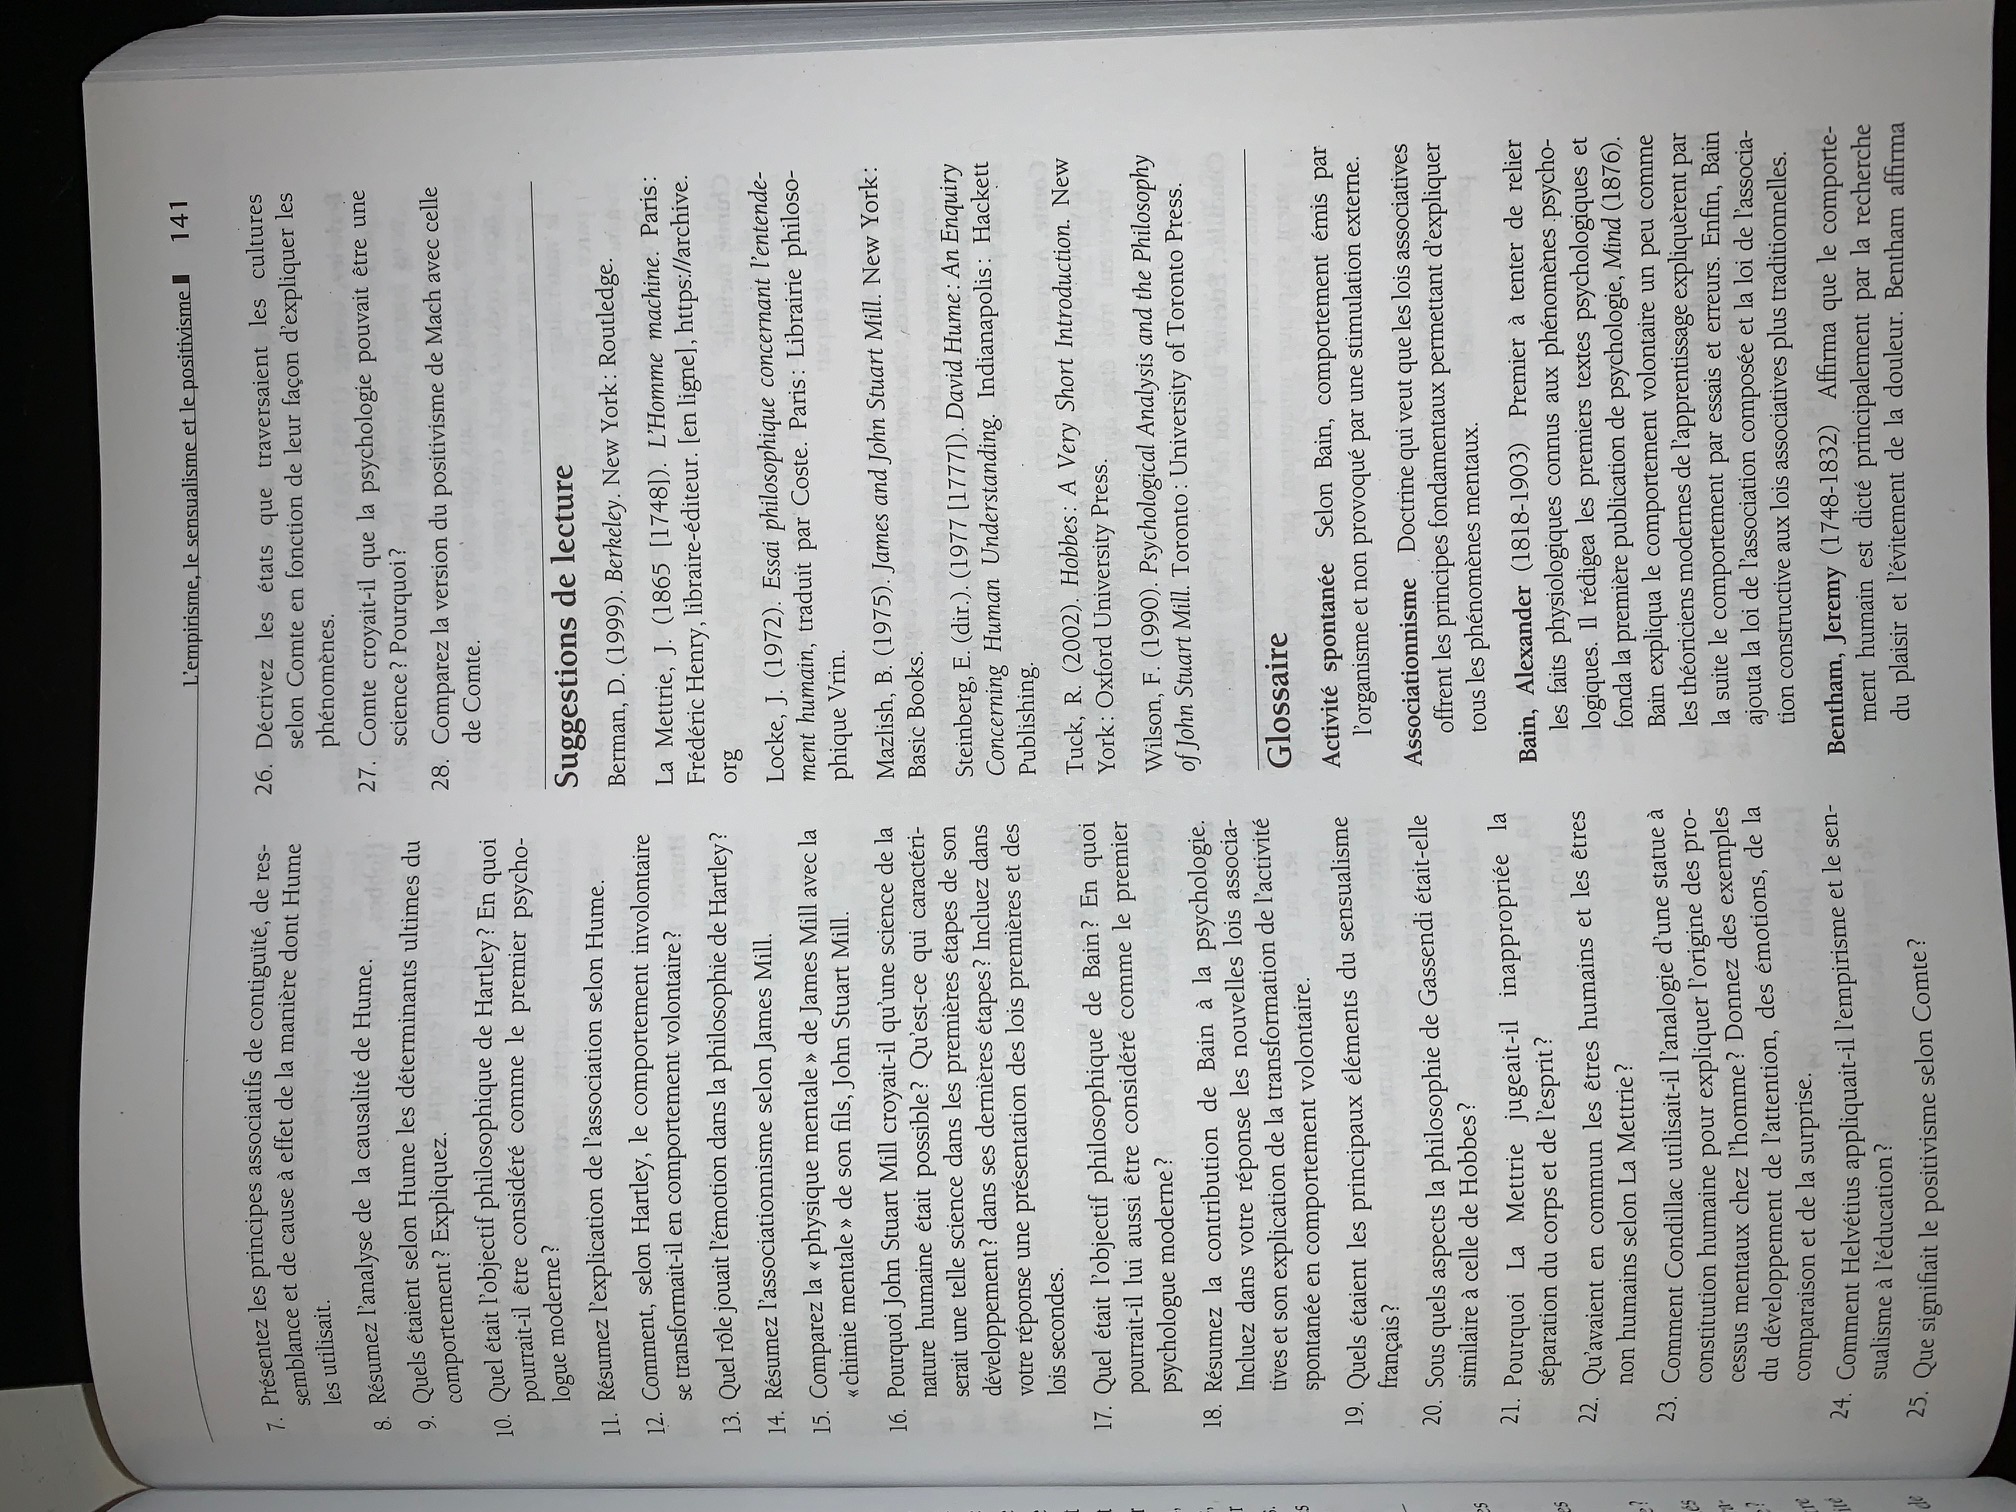 L'empirisme, le sensualisme et le positivisme 141
7. Présentez les principes associatifs de contiguïté, de res-
semblance et de cause à effet de la manière dont Hume
les utilisait.
8. Résumez l'analyse de la causalité de Hume.
9. Quels étaient selon Hume les déterminants ultimes du
comportement? Expliquez.
10. Quel était l'objectif philosophique de Hartley? En quoi
pourrait-il être considéré comme le premier psycho-
logue moderne?
11. Résumez l'explication de l'association selon Hume.
12. Comment, selon Hartley, le comportement involontaire
se transformait-il en comportement volontaire?
13. Quel rôle jouait l'émotion dans la philosophie de Hartley?
14. Résumez l'associationnisme selon James Mill.
15. Comparez la « physique mentale » de James Mill avec la
« chimie mentale » de son fils, John Stuart Mill.
16. Pourquoi John Stuart Mill croyait-il qu'une science de la
nature humaine était possible? Qu'est-ce qui caractéri-
serait une telle science dans les premières étapes de son
développement? dans ses dernières étapes? Incluez dans
votre réponse une présentation des lois premières et des
lois secondes.
17. Quel était l'objectif philosophique de Bain? En quoi
pourrait-il lui aussi être considéré comme le premier
psychologue moderne?
18. Résumez la contribution de Bain à la psychologie.
Incluez dans votre réponse les nouvelles lois associa-
tives et son explication de la transformation de l'activité
spontanée en comportement volontaire.
19. Quels étaient les principaux éléments du sensualisme
français?
20. Sous quels aspects la philosophie de Gassendi était-elle
similaire à celle de Hobbes?
21. Pourquoi La Mettrie jugeait-il inappropriée la
séparation du corps et de l'esprit?
22. Qu'avaient en commun les êtres humains et les êtres
non humains selon La Mettrie?
23. Comment Condillac utilisait-il l'analogie d'une statue à
constitution humaine pour expliquer l'origine des pro-
cessus mentaux chez l'homme? Donnez des exemples
du développement de l'attention, des émotions, de la
comparaison et de la surprise.
24. Comment Helvétius appliquait-il l'empirisme et le sen-
sualisme à l'éducation?
25. Que signifiait le positivisme selon Comte?
26. Décrivez les états que traversaient les cultures
selon Comte en fonction de leur façon d'expliquer les
phénomènes.
27. Comte croyait-il que la psychologie pouvait être une
science? Pourquoi?
28. Comparez la version du positivisme de Mach avec celle
de Comte.
Suggestions de lecture
Berman, D. (1999). Berkeley. New York: Routledge.
La Mettrie, J. (1865 [1748]). L'Homme machine. Paris:
Frédéric Henry, libraire-éditeur. [en ligne], https://archive.
org
Locke, J. (1972). Essai philosophique concernant l'entende-
ment humain, traduit par Coste. Paris: Librairie philoso-
phique Vrin.
Mazlish, B. (1975). James and John Stuart Mill. New York:
Basic Books.
Steinberg, E. (dir.). (1977 [1777]). David Hume: An Enquiry
Concerning Human Understanding. Indianapolis: Hackett
Publishing.
Tuck, R. (2002). Hobbes: A Very Short Introduction. New
York: Oxford University Press.
Wilson, F. (1990). Psychological Analysis and the Philosophy
of John Stuart Mill. Toronto: University of Toronto Press.
Glossaire
Activité spontanée Selon Bain, comportement émis par
l'organisme et non provoqué par une stimulation externe.
Associationnisme Doctrine qui veut que les lois associatives
offrent les principes fondamentaux permettant d'expliquer
tous les phénomènes mentaux.
Bain, Alexander (1818-1903) Premier à tenter de relier
les faits physiologiques connus aux phénomènes psycho-
logiques. Il rédigea les premiers textes psychologiques et
fonda la première publication de psychologie, Mind (1876).
Bain expliqua le comportement volontaire un peu comme
les théoriciens modernes de l'apprentissage expliquèrent par
la suite le comportement par essais et erreurs. Enfin, Bain
ajouta la loi de l'association composée et la loi de l'associa-
tion constructive aux lois associatives plus traditionnelles.
Bentham, Jeremy (1748-1832) Affirma que le comporte-
ment humain est dicté principalement par la recherche
du plaisir et l'évitement de la douleur. Bentham affirma